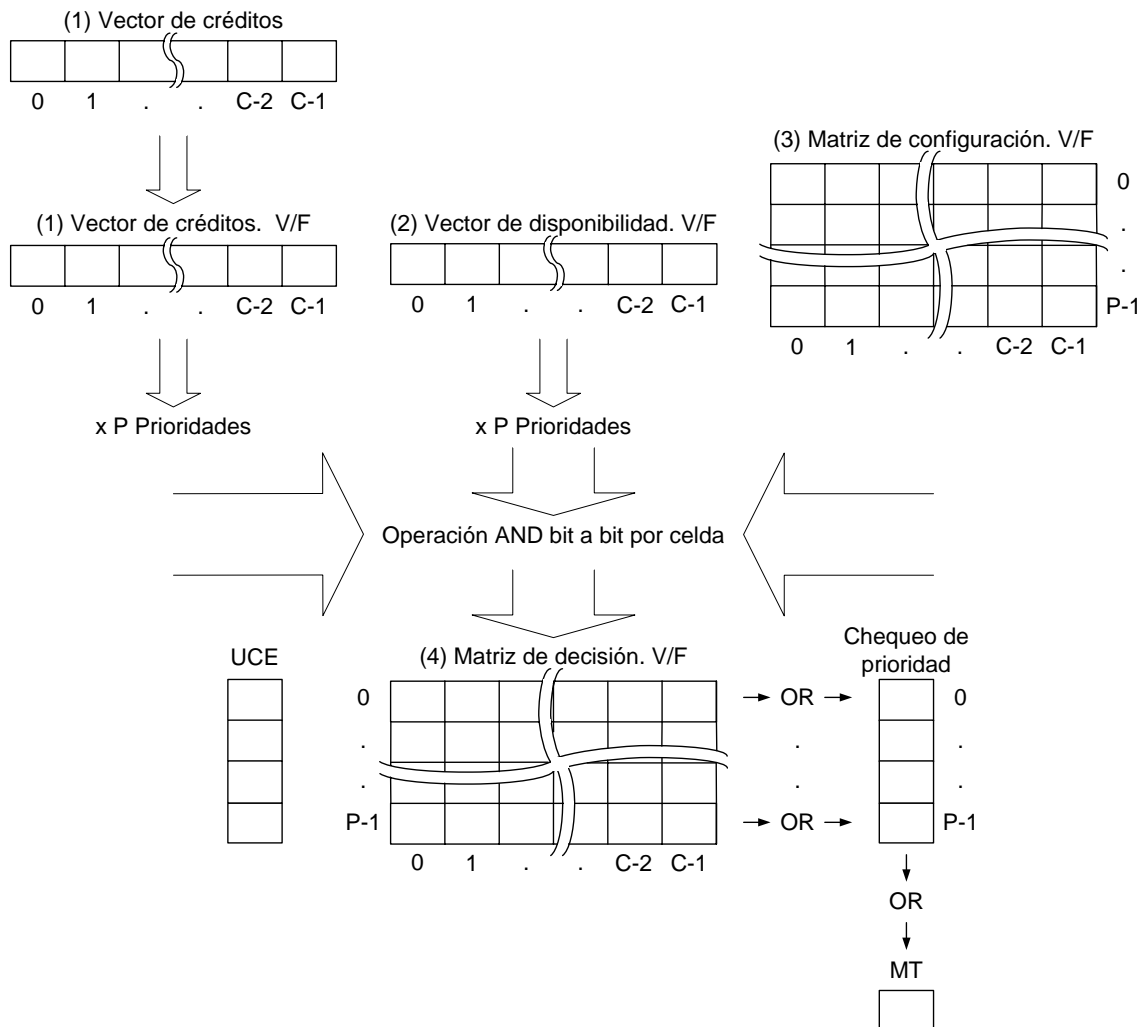 (1) Vector de créditos
0 1 . . C-2 C-1
(3) Matriz de configuración. V/F
0
.
.
P-1
0 1 . . C-2 C-1
(1) Vector de créditos. V/F
0 1 . . C-2 C-1
(2) Vector de disponibilidad. V/F
0 1 . . C-2 C-1
x P Prioridades
x P Prioridades
Operación AND bit a bit por celda
UCE
(4) Matriz de decisión. V/F
Chequeo de
prioridad
0 OR 0
. . .
. . .
P-1 OR P-1
0 1 . . C-2 C-1
OR
MT